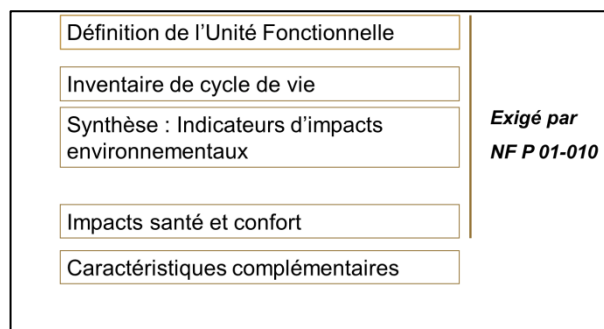 Définition de l’Unité Fonctionnelle
Inventaire de cycle de vie
Synthèse : Indicateurs d’impacts
environnementaux
Exigé par
NF P 01-010
Impacts santé et confort
Caractéristiques complémentaires